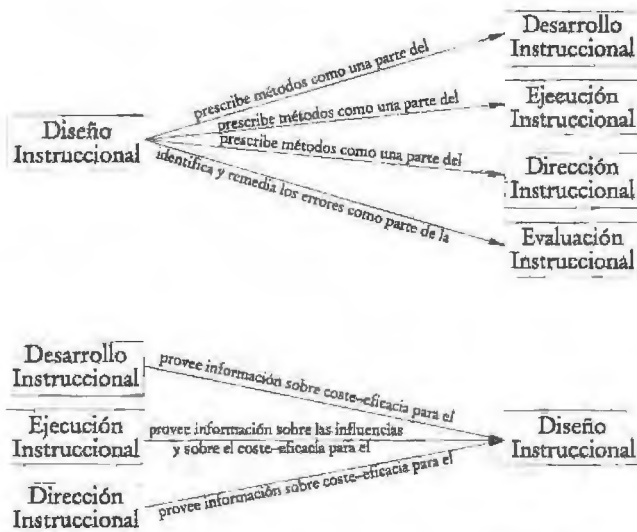 Desarrollo
Instruccional
prescribe métodos como una parte del
Ejecución
Instruccional
prescribe métodos como una parte del
Diseño
Instruccional
prescribe métodos como una parte del
Dirección
Instruccional
identifica y remedia los errores como parte de la
Evaluación
Instruccional
Desarrollo
Instruccional
provee información sobre coste-eficacia para el
Ejecución
Instruccional
provee información sobre las influencias
y sobre el coste-eficacia para el
Diseño
Instruccional
provee información sobre coste-eficacia para el
Dirección
Instruccional